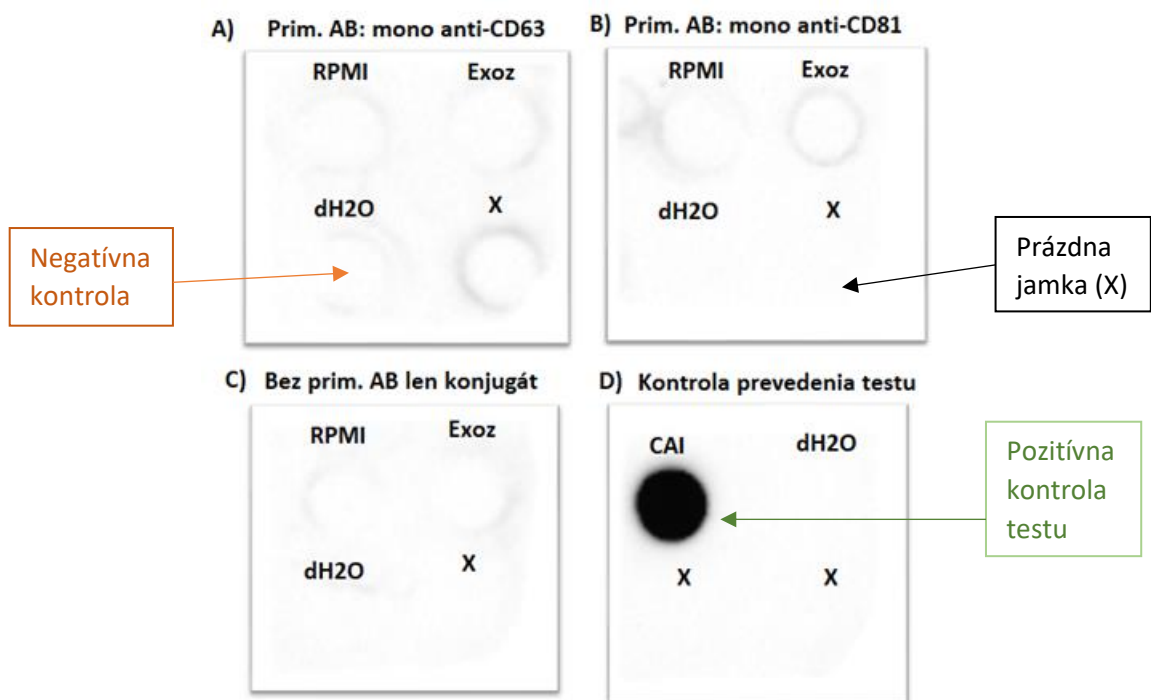 A) Prim. AB: mono anti-CD63
RPMI Exoz
dH2O X
Negatívna
kontrola
B) Prim. AB: mono anti-CD81
RPMI Exoz
dH2O X
Prázdna
jamka (X)
C) Bez prim. AB len konjugát
RPMI Exoz
dH2O X
D) Kontrola prevedenia testu
CAI dH2O
X X
Pozitívna
kontrola
testu